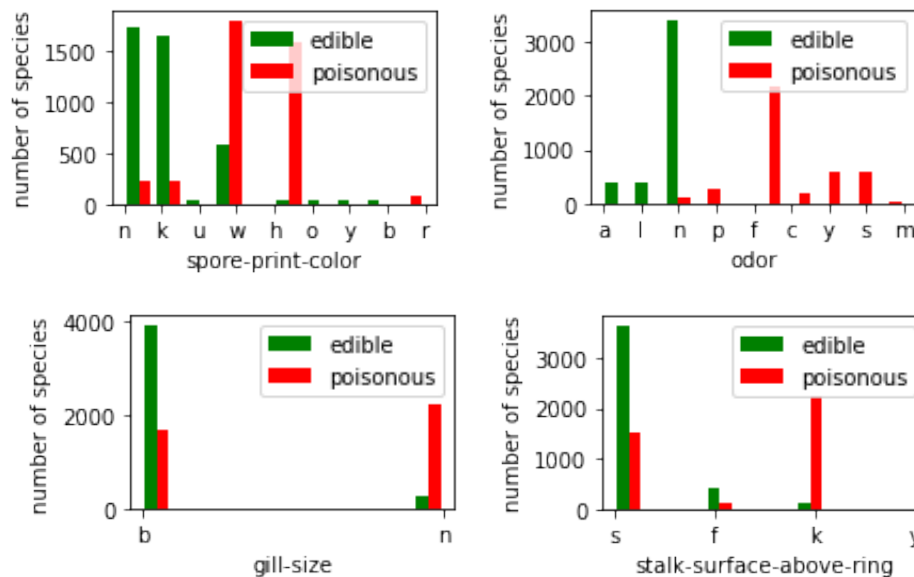 number of species
1500
1000
500
0
edible
poisonous
n k u w h o y b r
spore-print-color
number of species
3000
2000
1000
0
edible
poisonous
a l n p f c y s m
odor
number of species
4000
2000
0
edible
poisonous
b n
gill-size
number of species
3000
2000
1000
0
edible
poisonous
s f k y
stalk-surface-above-ring